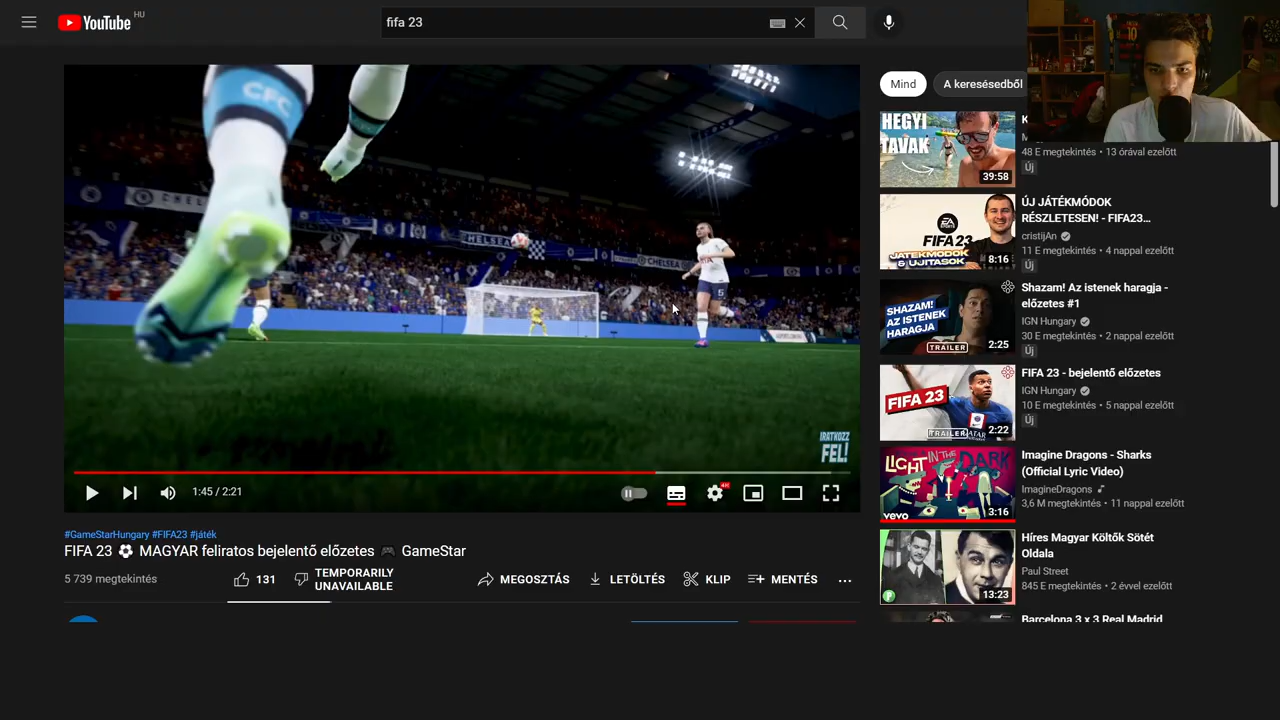 YouTube HU
fifa 23
CFC
CHELSEA
CHELSEA
5
IRATKOZZ
FEL!
1:45 / 2:21
#GameStarHungary #FIFA23 #játék
FIFA 23 ⚽ MAGYAR feliratos bejelentő előzetes 🎮 GameStar
5 739 megtekintés
131
TEMPORARILY
UNAVAILABLE
MEGOSZTÁS
LETÖLTÉS
KLIP
MENTÉS
Mind
A keresésedből
HEGYI
TAVAK
39:58
48 E megtekintés • 13 órával ezelőtt
Új
EA SPORTS
FIFA 23
JÁTÉKMÓDOK
& ÚJÍTÁSOK
8:16
ÚJ JÁTÉKMÓDOK
RÉSZLETESEN! - FIFA23...
cristijAn
11 E megtekintés • 4 nappal ezelőtt
Új
SHAZAM!
AZ ISTENEK
HARAGJA
TRAILER
2:25
Shazam! Az istenek haragja -
előzetes #1
IGN Hungary
30 E megtekintés • 2 nappal ezelőtt
Új
FIFA 23
TRAILER
2:22
FIFA 23 - bejelentő előzetes
IGN Hungary
10 E megtekintés • 5 nappal ezelőtt
Új
LIGHT IN THE DARK
vevo
3:16
Imagine Dragons - Sharks
(Official Lyric Video)
ImagineDragons
3,6 M megtekintés • 11 nappal ezelőtt
13:23
Híres Magyar Költők Sötét
Oldala
Paul Street
845 E megtekintés • 2 évvel ezelőtt
Barcelona 3 x 3 Real Madrid